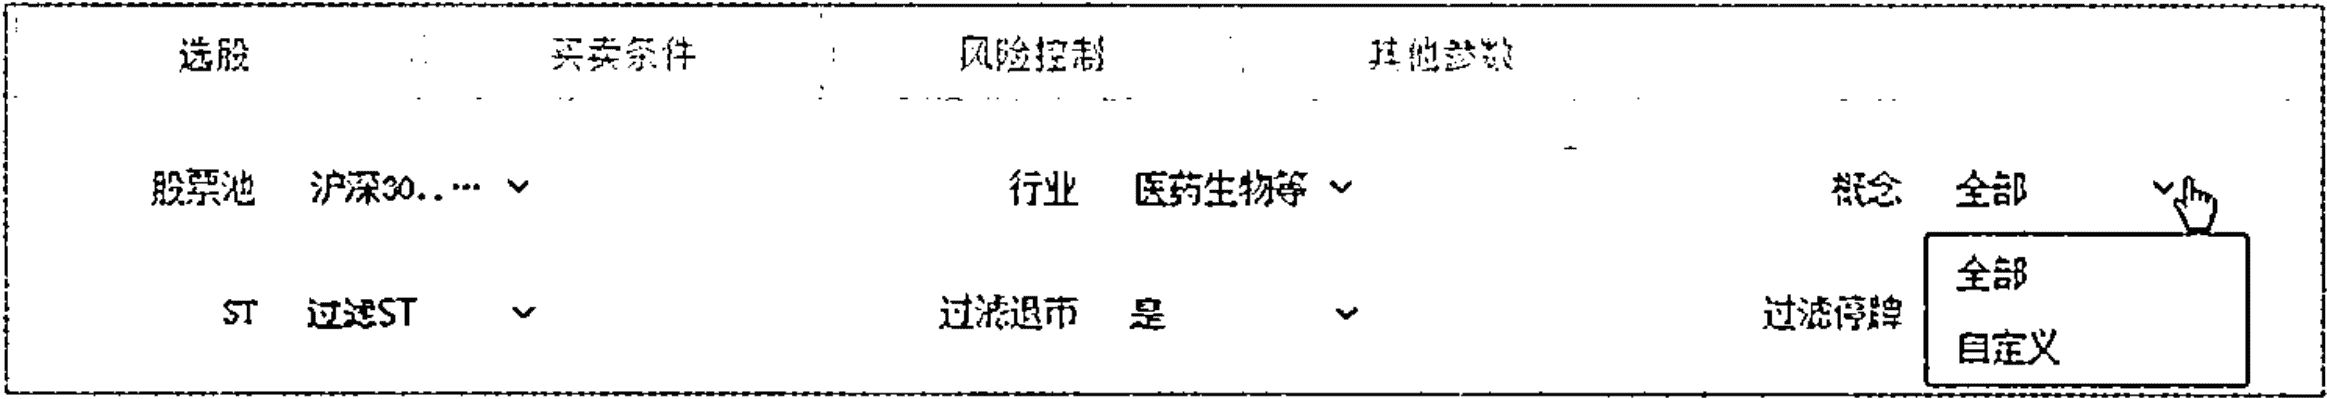 选股 买卖条件 风险控制 其他参数
股票池 沪深30..… 行业 医药生物等 概念 全部
全部
ST 过滤ST 过滤退市 是 过滤停牌
自定义